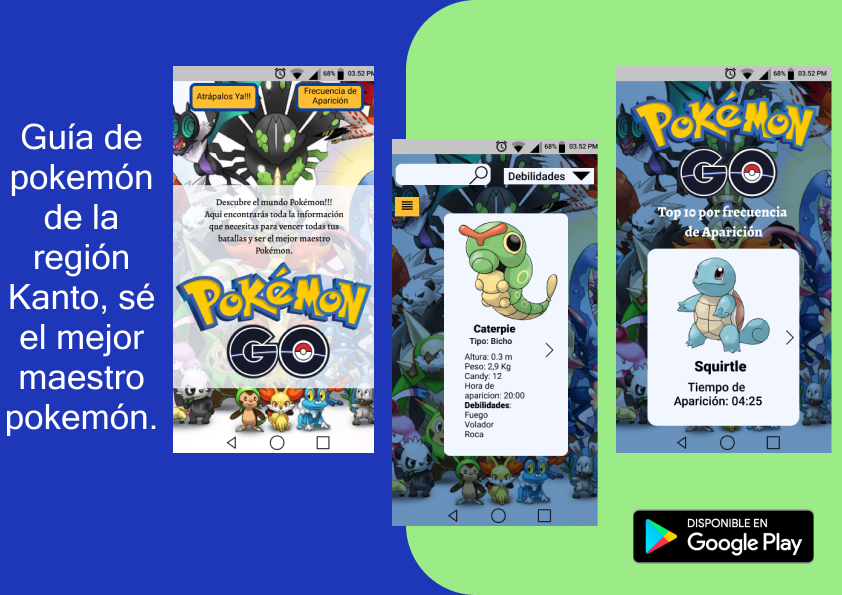 Guía de
pokemón
de la
región
Kanto, sé
el mejor
maestro
pokemón.
68% 03.52 PM
Atrápalos Ya!!!
Frecuencia de
Aparición
Descubre el mundo Pokémon!!!
Aquí encontrarás toda la información
que necesitas para vencer todas tus
batallas y ser el mejor maestro
Pokémon.
POKÉMON
GO
68% 03.52 PM
Debilidades
Caterpie
Tipo: Bicho
Altura: 0.3 m
Peso: 2,9 Kg
Candy: 12
Hora de
aparicion: 20:00
Debilidades:
Fuego
Volador
Roca
68% 03.52 PM
POKÉMON
GO
Top 10 por frecuencia
de Aparición
Squirtle
Tiempo de
Aparición: 04:25
DISPONIBLE EN
Google Play